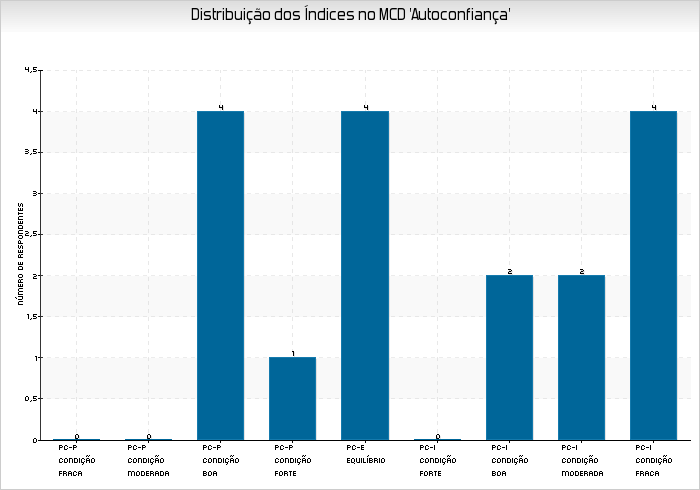 Distribuição dos Índices no MCD 'Autoconfiança'
NÚMERO DE RESPONDENTES
4,5
4
3,5
3
2,5
2
1,5
1
0,5
0
0
0
4
1
4
0
2
2
4
PC-P CONDIÇÃO FRACA
PC-P CONDIÇÃO MODERADA
PC-P CONDIÇÃO BOA
PC-P CONDIÇÃO FORTE
PC-E EQUILÍBRIO
PC-I CONDIÇÃO FORTE
PC-I CONDIÇÃO BOA
PC-I CONDIÇÃO MODERADA
PC-I CONDIÇÃO FRACA